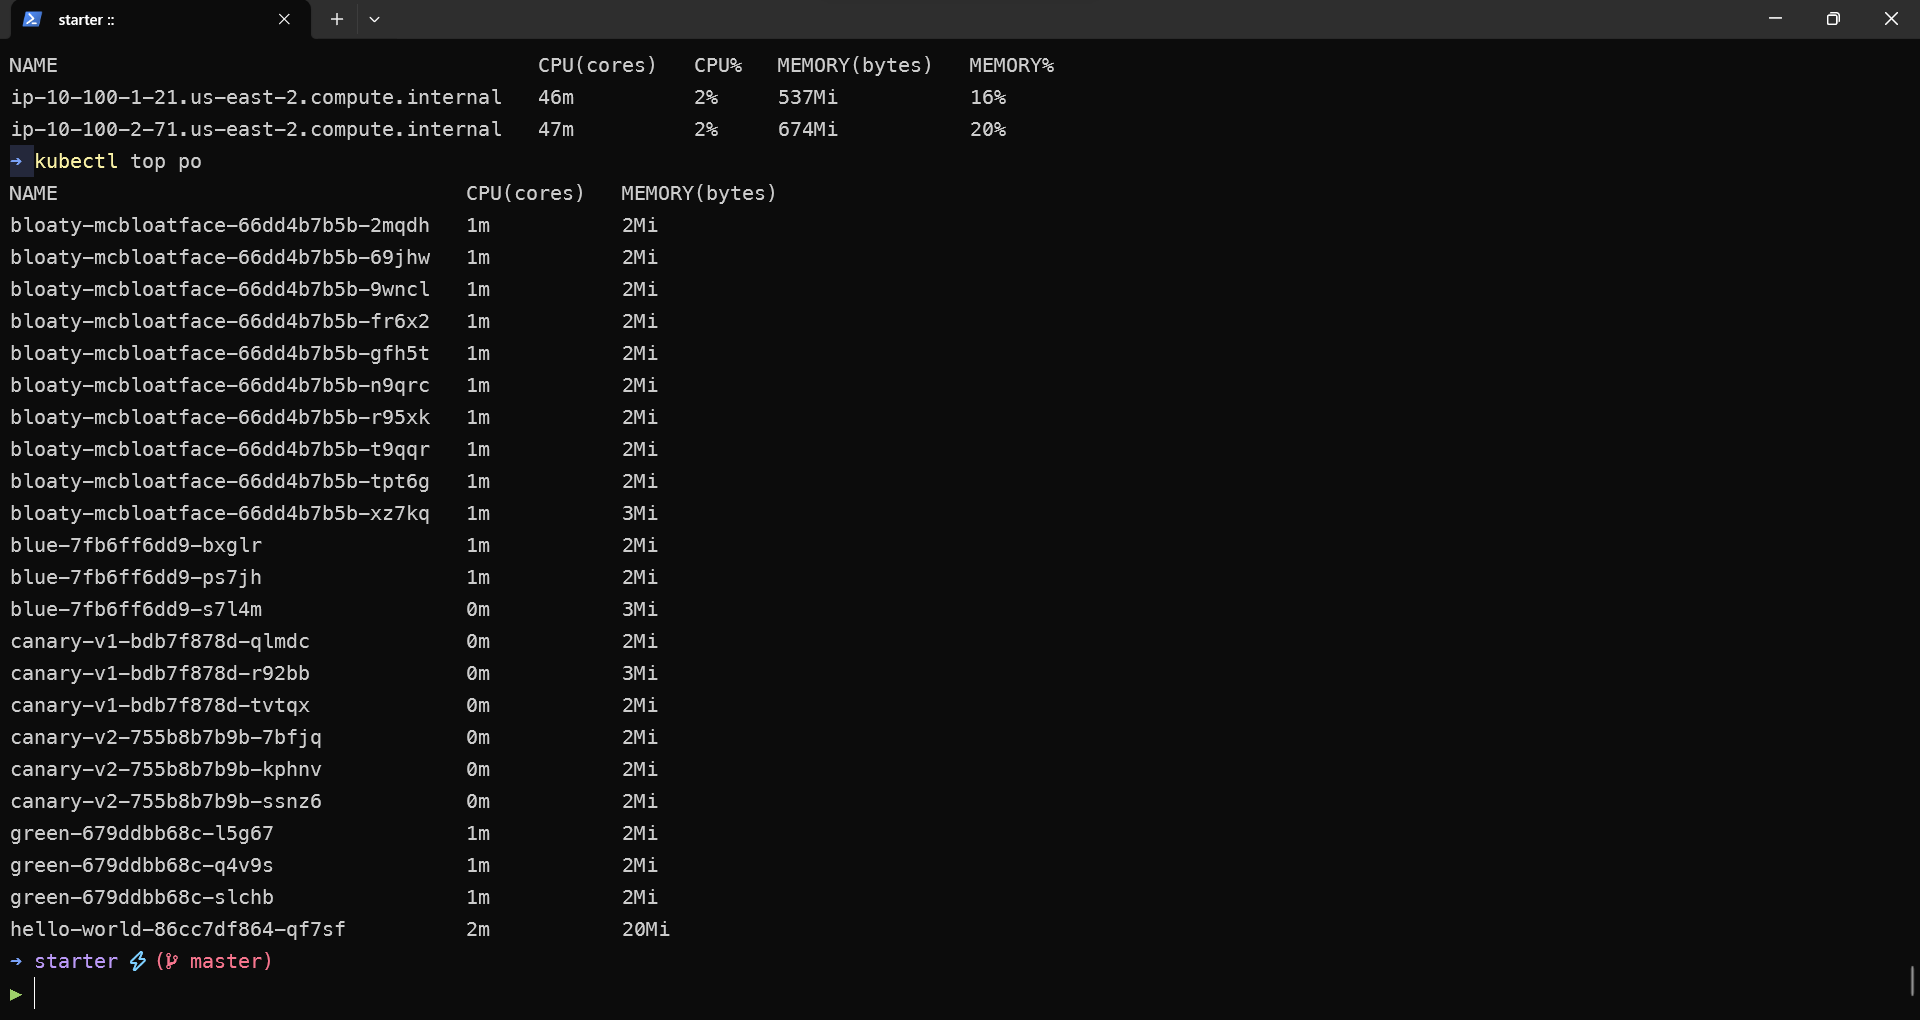 starter ::
NAME CPU(cores) CPU% MEMORY(bytes) MEMORY%
ip-10-100-1-21.us-east-2.compute.internal 46m 2% 537Mi 16%
ip-10-100-2-71.us-east-2.compute.internal 47m 2% 674Mi 20%
→ kubectl top po
NAME CPU(cores) MEMORY(bytes)
bloaty-mcbloatface-66dd4b7b5b-2mqdh 1m 2Mi
bloaty-mcbloatface-66dd4b7b5b-69jhw 1m 2Mi
bloaty-mcbloatface-66dd4b7b5b-9wncl 1m 2Mi
bloaty-mcbloatface-66dd4b7b5b-fr6x2 1m 2Mi
bloaty-mcbloatface-66dd4b7b5b-gfh5t 1m 2Mi
bloaty-mcbloatface-66dd4b7b5b-n9qrc 1m 2Mi
bloaty-mcbloatface-66dd4b7b5b-r95xk 1m 2Mi
bloaty-mcbloatface-66dd4b7b5b-t9qqr 1m 2Mi
bloaty-mcbloatface-66dd4b7b5b-tpt6g 1m 2Mi
bloaty-mcbloatface-66dd4b7b5b-xz7kq 1m 3Mi
blue-7fb6ff6dd9-bxglr 1m 2Mi
blue-7fb6ff6dd9-ps7jh 1m 2Mi
blue-7fb6ff6dd9-s7l4m 0m 3Mi
canary-v1-bdb7f878d-qlmdc 0m 2Mi
canary-v1-bdb7f878d-r92bb 0m 3Mi
canary-v1-bdb7f878d-tvtqx 0m 2Mi
canary-v2-755b8b7b9b-7bfjq 0m 2Mi
canary-v2-755b8b7b9b-kphnv 0m 2Mi
canary-v2-755b8b7b9b-ssnz6 0m 2Mi
green-679ddbb68c-l5g67 1m 2Mi
green-679ddbb68c-q4v9s 1m 2Mi
green-679ddbb68c-slchb 1m 2Mi
hello-world-86cc7df864-qf7sf 2m 20Mi
→ starter ⚡ ( master)
▶